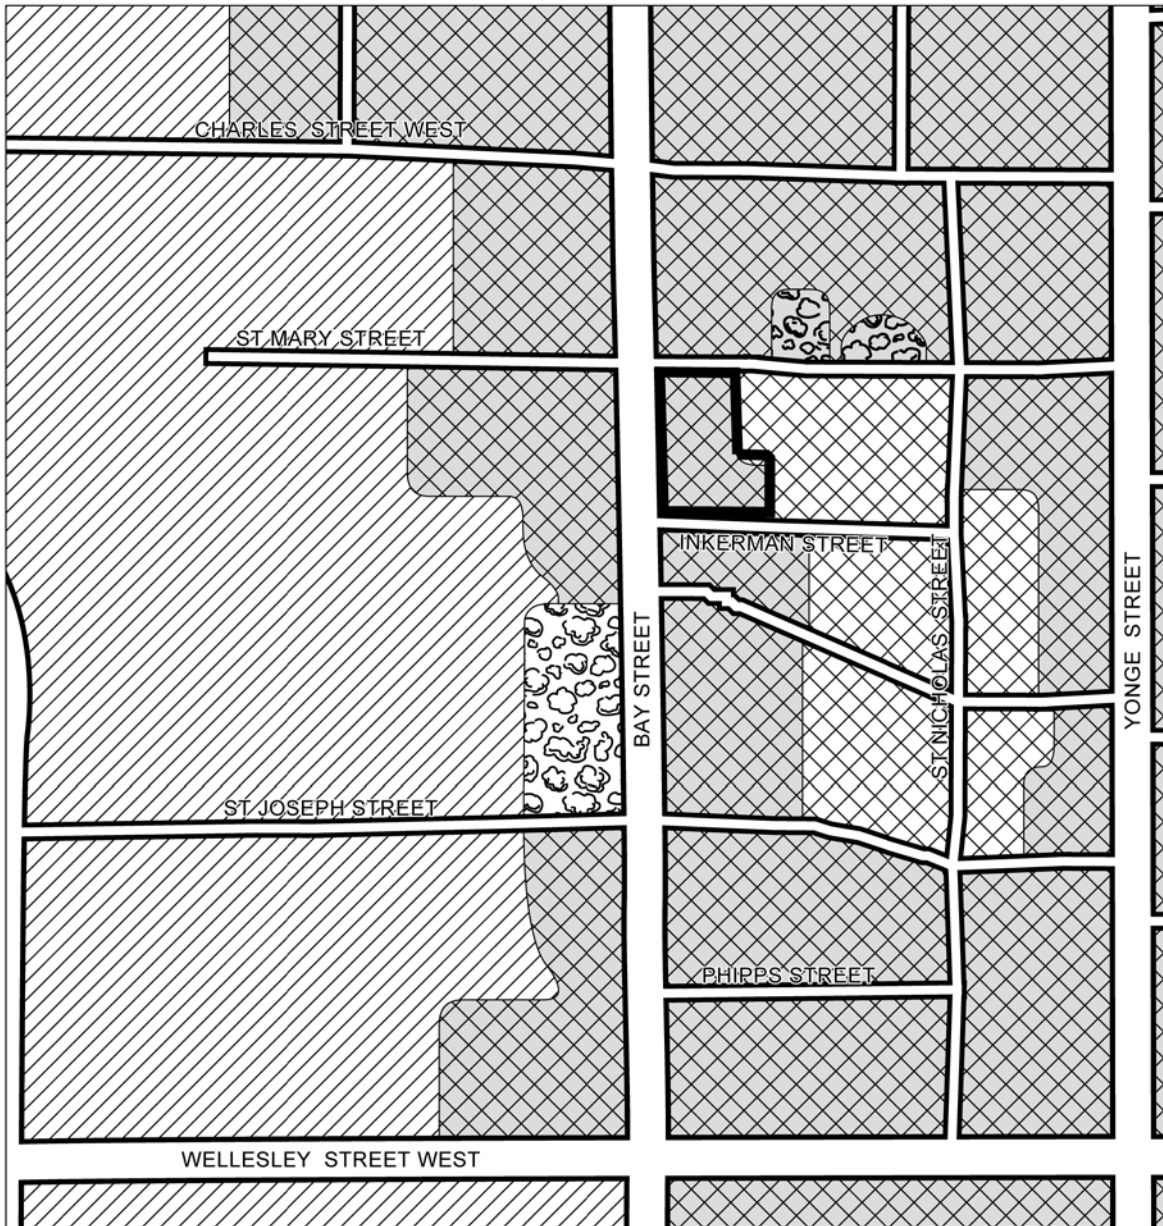 CHARLES STREET WEST
ST MARY STREET
INKERMAN STREET
ST NICHOLAS STREET
YONGE STREET
BAY STREET
ST JOSEPH STREET
PHIPPS STREET
WELLESLEY STREET WEST